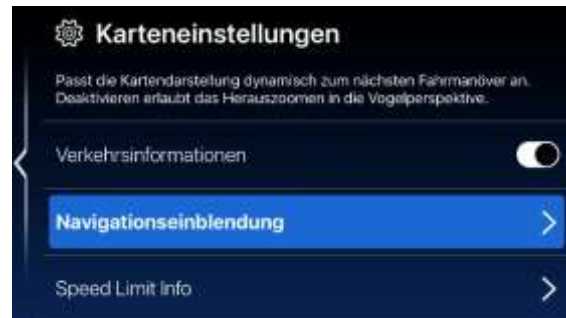 Karteneinstellungen
Passt die Kartendarstellung dynamisch zum nächsten Fahrmanöver an.
Deaktivieren erlaubt das Herauszoomen in die Vogelperspektive.
Verkehrsinformationen
Navigationseinblendung
Speed Limit Info